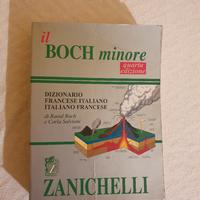 il
BOCH minore
quarta
edizione
DIZIONARIO
FRANCESE ITALIANO
ITALIANO FRANCESE
di Raoul Boch
e Carla Salvioni
ZANICHELLI